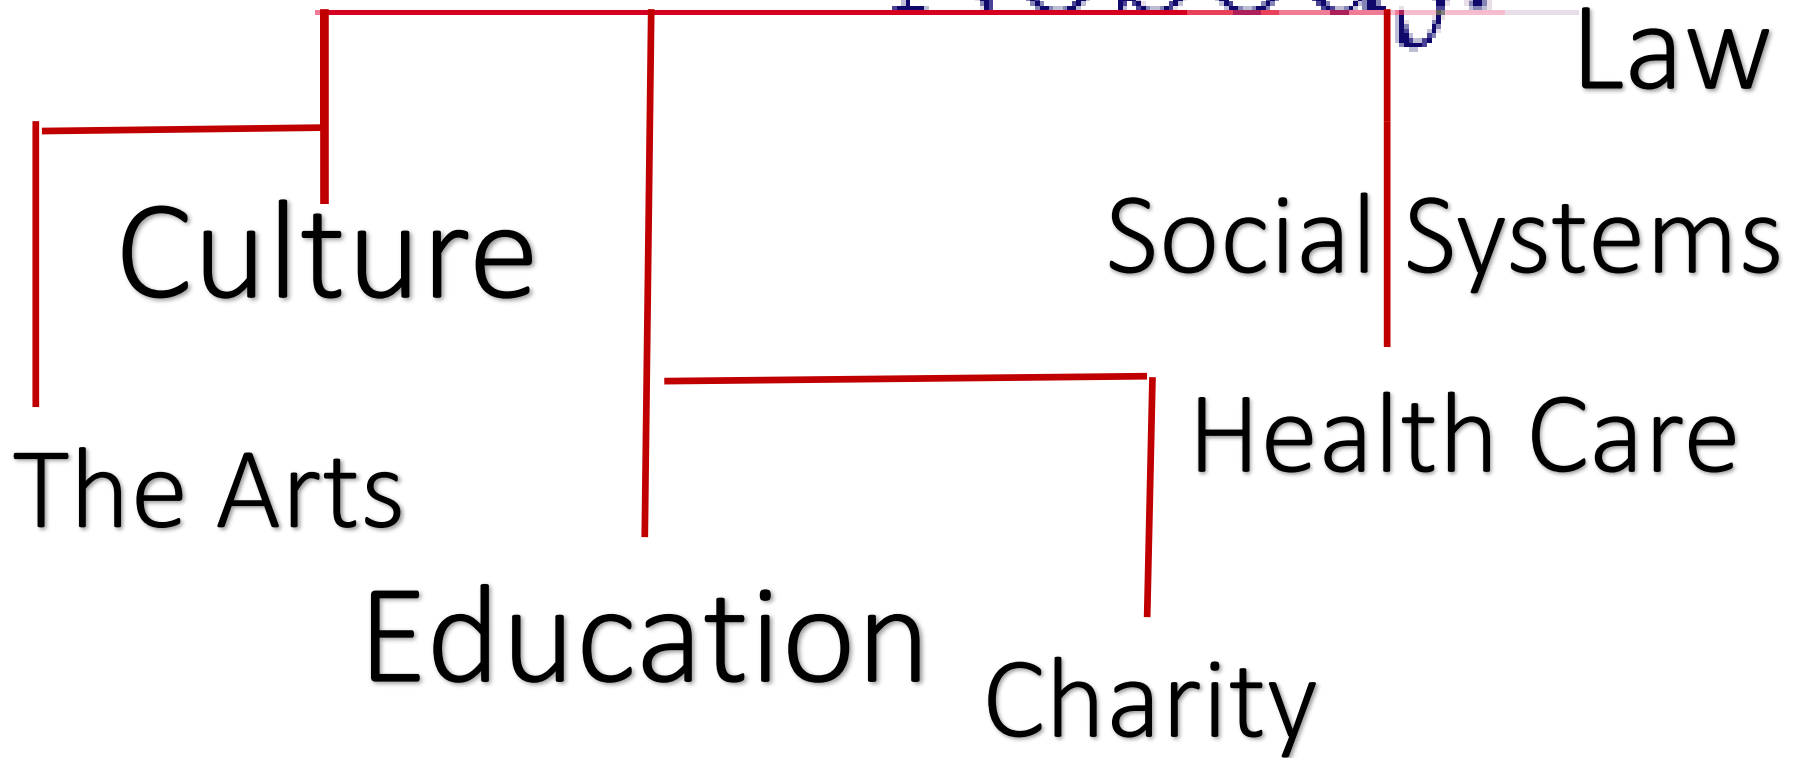 Law
Culture
Social Systems
Health Care
The Arts
Education
Charity